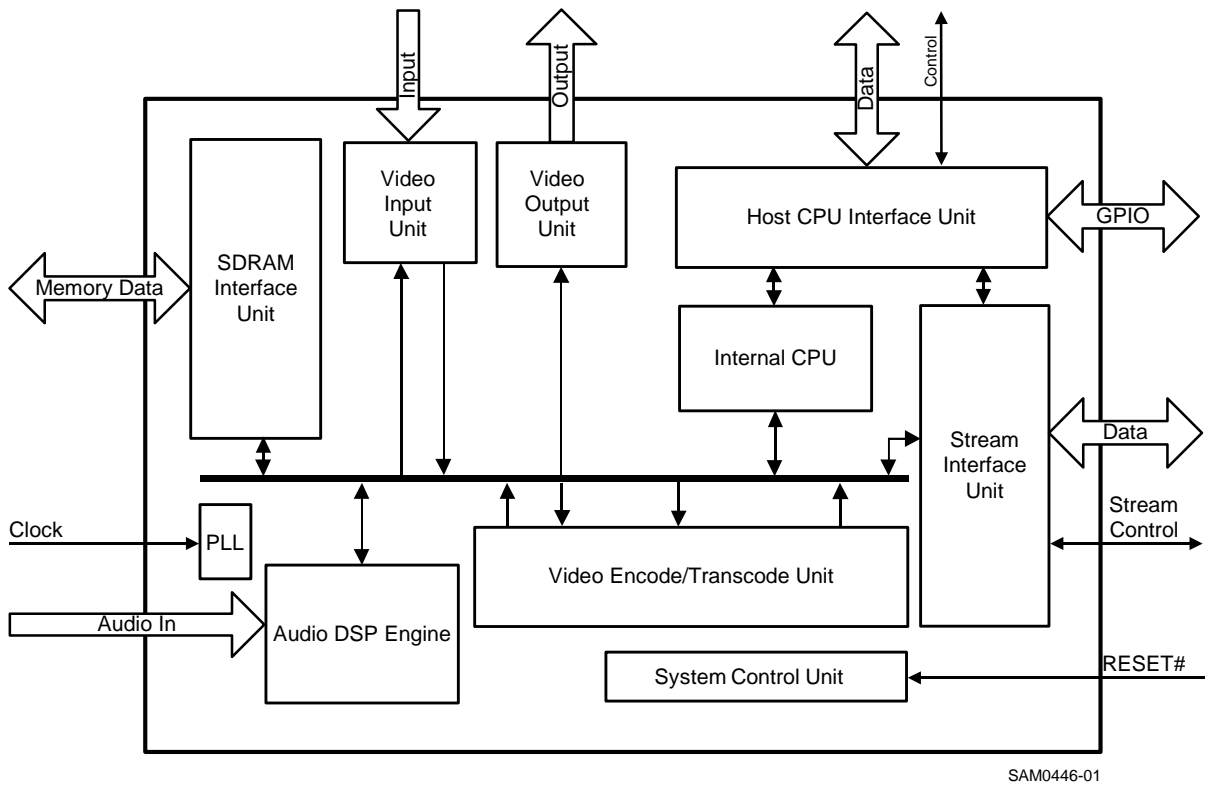 Input
Output
Data
Control
Video
Input
Unit
Video
Output
Unit
Host CPU Interface Unit
GPIO
SDRAM
Interface
Unit
Memory Data
Internal CPU
Stream
Interface
Unit
Data
Clock
PLL
Stream
Control
Video Encode/Transcode Unit
Audio In
Audio DSP Engine
System Control Unit
RESET#
SAM0446-01